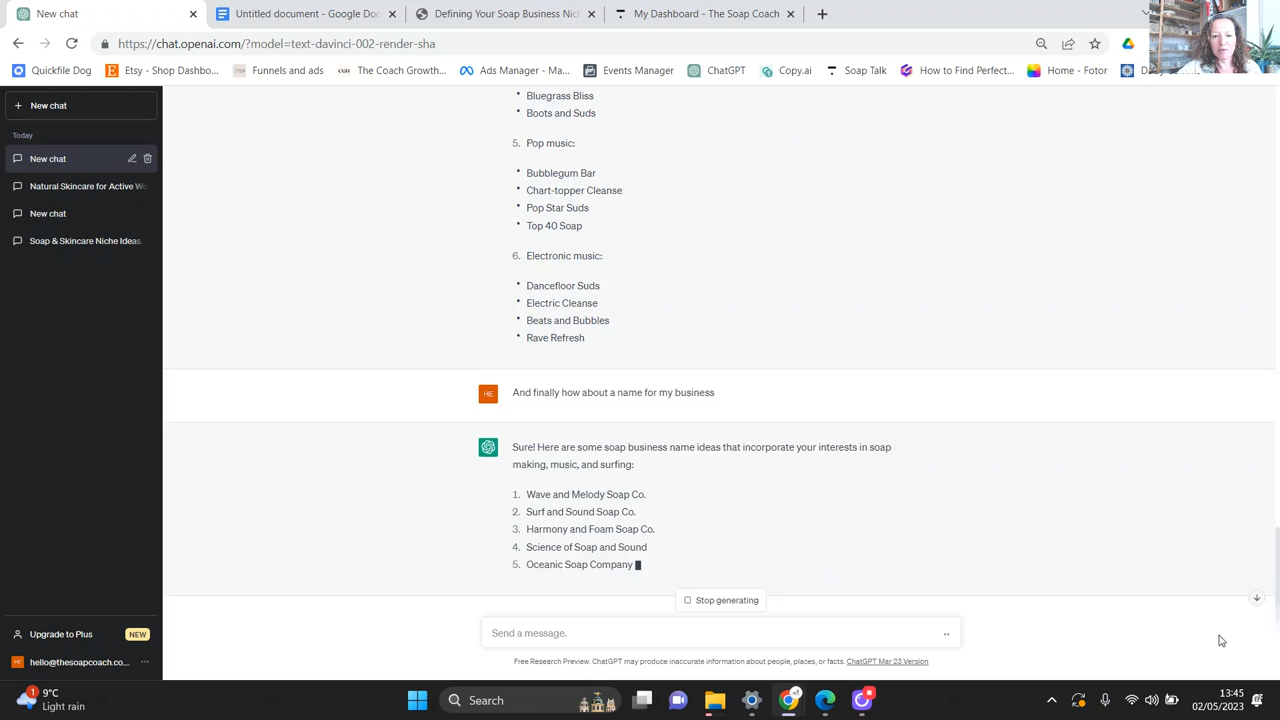 New chat
Untitled document - Google Doc
Defining Your Soap Business Nich
My Dashboard - The Soap Coach
https://chat.openai.com/?model=text-davinci-002-render-sha
Quickfile Dog
Etsy - Shop Dashbo...
Funnels and ads
The Coach Growth...
Ads Manager - Ma...
Events Manager
ChatGPT
Copy.ai
Soap Talk
How to Find Perfect...
Home - Fotor
+ New chat
Today
New chat
Natural Skincare for Active Wo
New chat
Soap & Skincare Niche Ideas.
• Bluegrass Bliss
• Boots and Suds
5. Pop music:
• Bubblegum Bar
• Chart-topper Cleanse
• Pop Star Suds
• Top 40 Soap
6. Electronic music:
• Dancefloor Suds
• Electric Cleanse
• Beats and Bubbles
• Rave Refresh
HE And finally how about a name for my business
Sure! Here are some soap business name ideas that incorporate your interests in soap
making, music, and surfing:
1. Wave and Melody Soap Co.
2. Surf and Sound Soap Co.
3. Harmony and Foam Soap Co.
4. Science of Soap and Sound
5. Oceanic Soap Company
Stop generating
Send a message.
Free Research Preview. ChatGPT may produce inaccurate information about people, places, or facts. ChatGPT Mar 23 Version
Upgrade to Plus NEW
HE hello@thesoapcoach.co... ...
1
9°C
Light rain
Search
13:45
02/05/2023